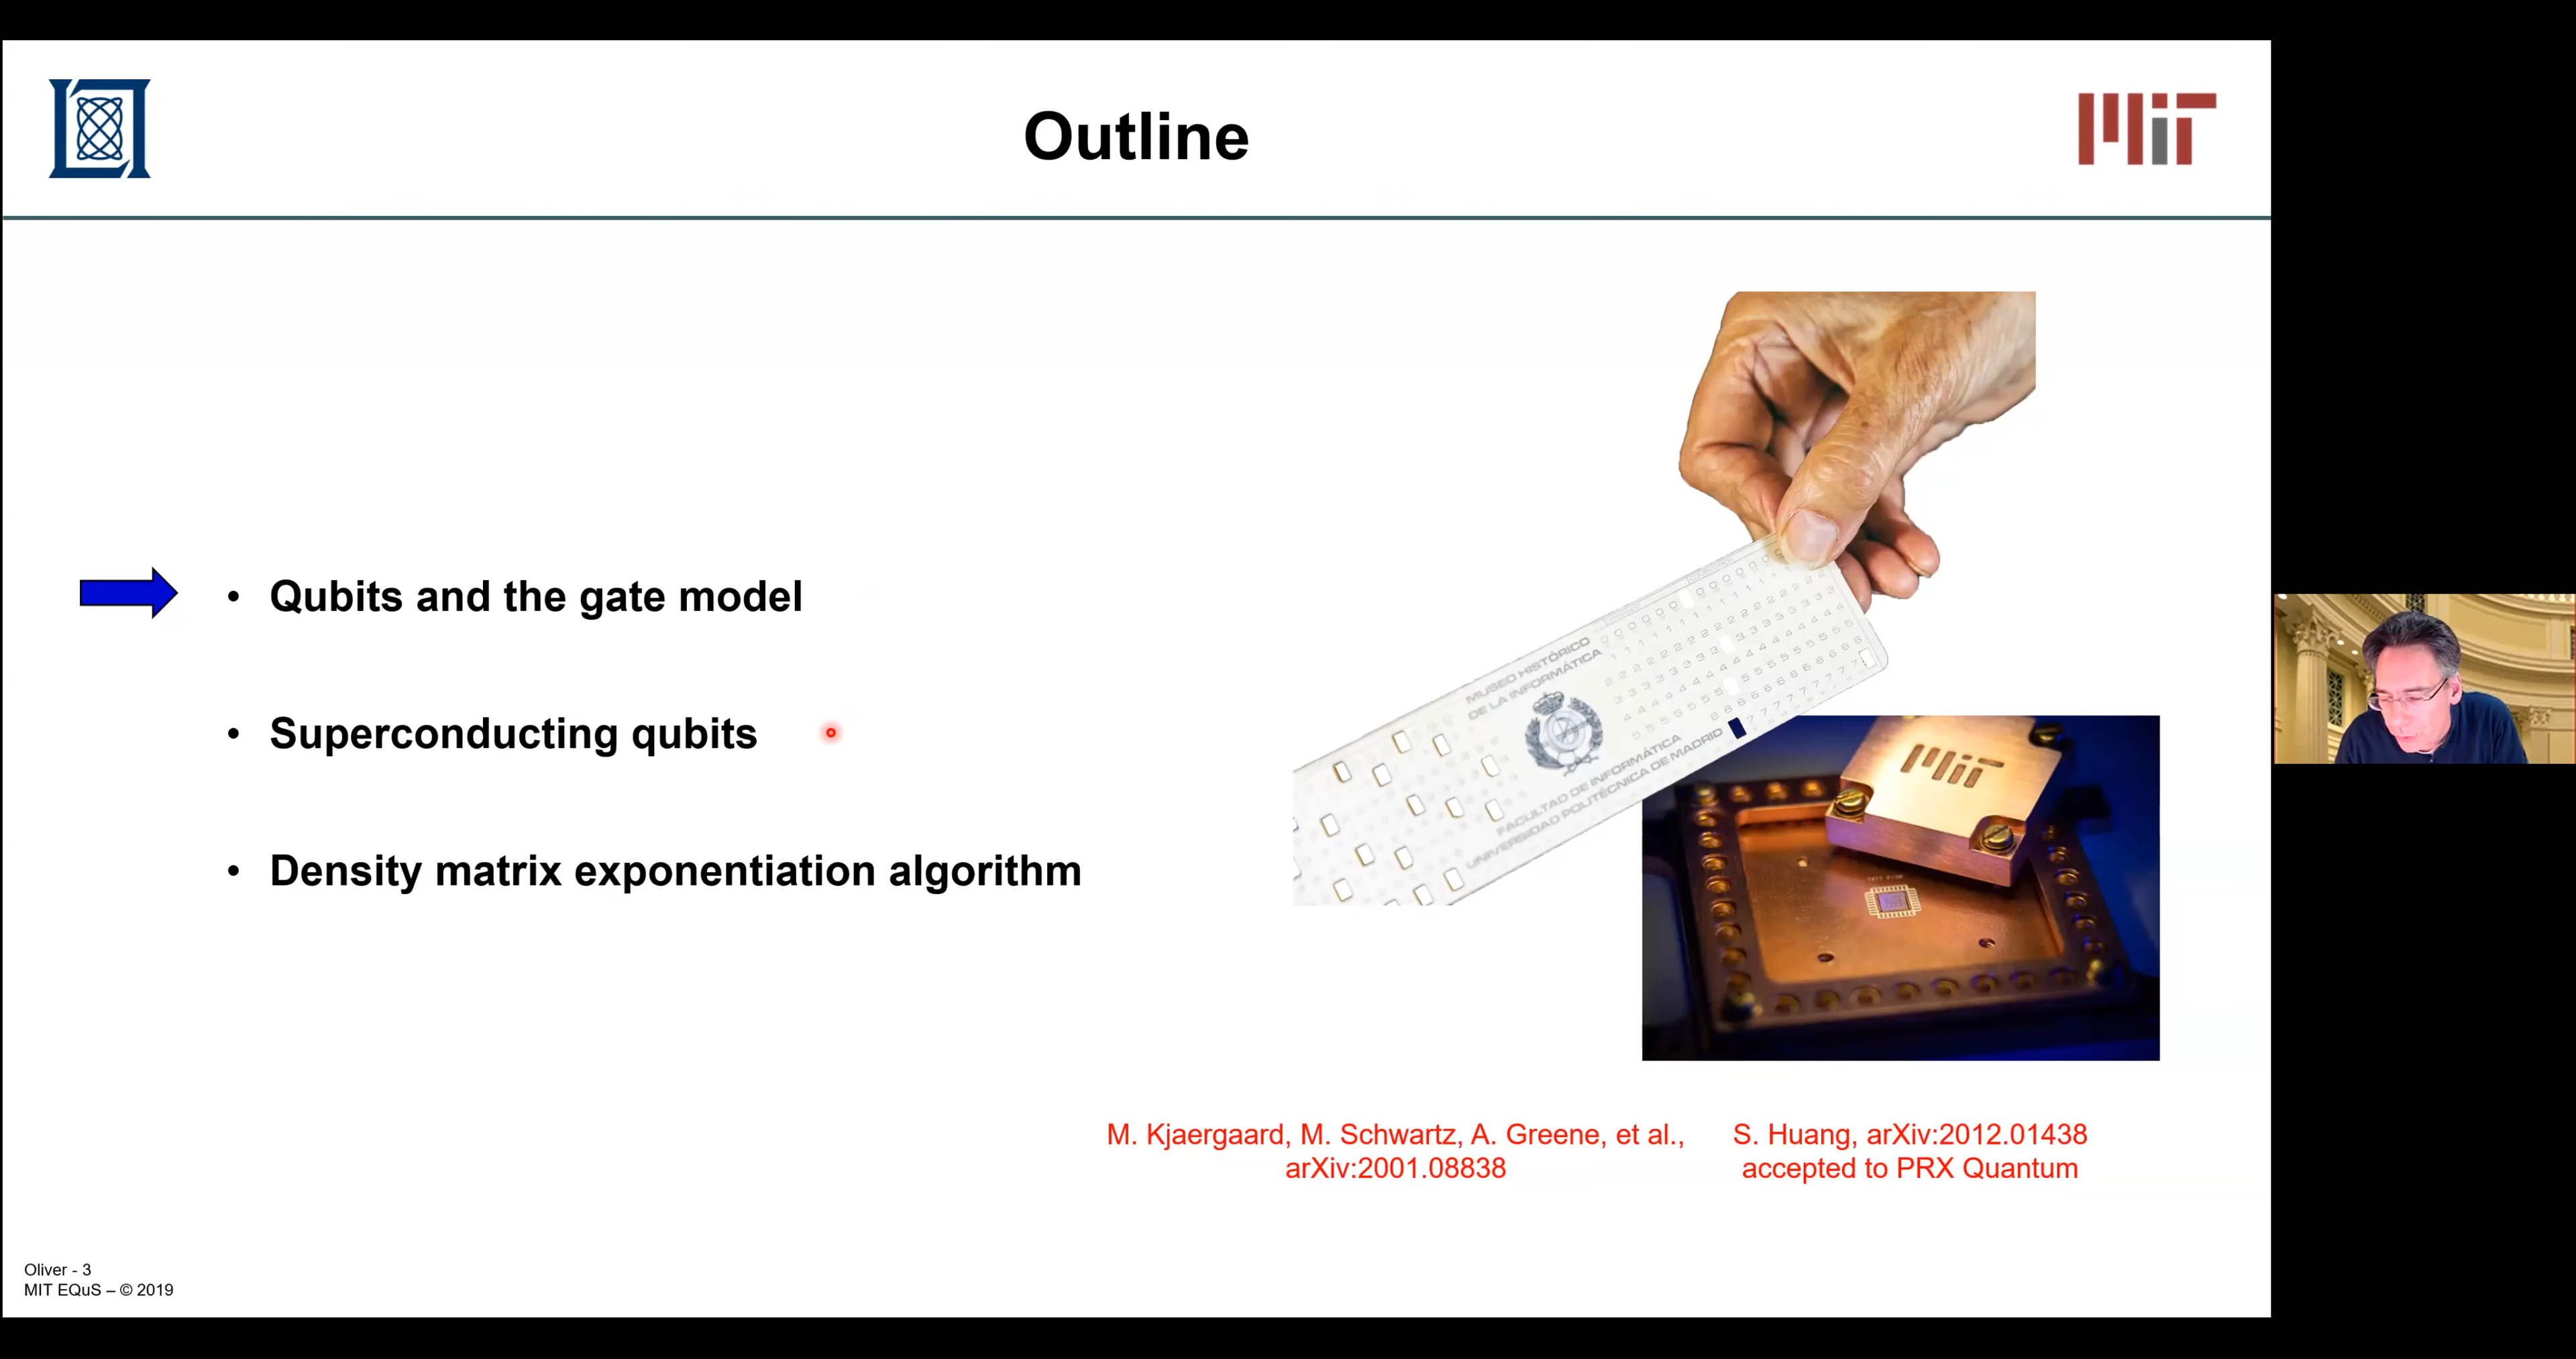 Outline
MIT
• Qubits and the gate model
• Superconducting qubits
• Density matrix exponentiation algorithm
MUSEO HISTÓRICO
DE LA INFORMÁTICA
FACULTAD DE INFORMÁTICA
UNIVERSIDAD POLITÉCNICA DE MADRID
MIT
M. Kjaergaard, M. Schwartz, A. Greene, et al.,
arXiv:2001.08838
S. Huang, arXiv:2012.01438
accepted to PRX Quantum
Oliver - 3
MIT EQuS – © 2019